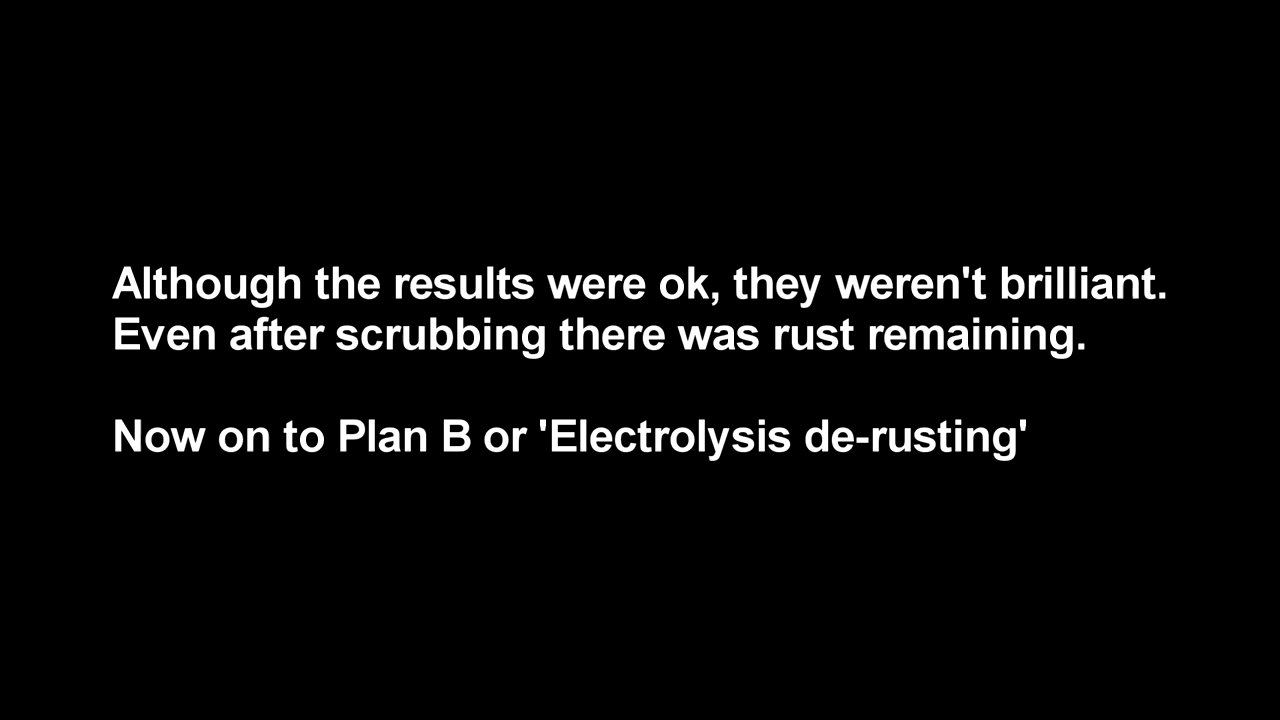 Although the results were ok, they weren't brilliant.
Even after scrubbing there was rust remaining.
Now on to Plan B or 'Electrolysis de-rusting'